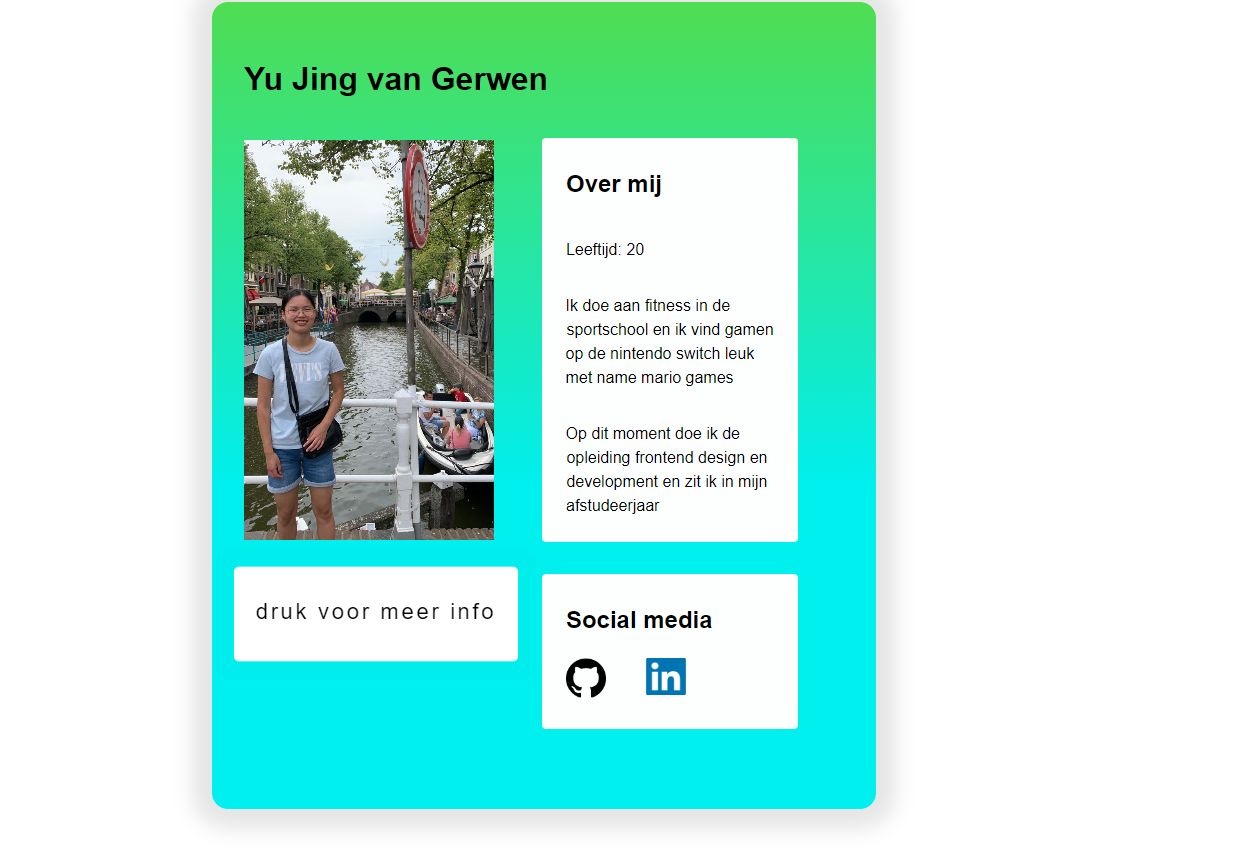 Yu Jing van Gerwen
LEVI'S
Over mij
Leeftijd: 20
Ik doe aan fitness in de
sportschool en ik vind gamen
op de nintendo switch leuk
met name mario games
Op dit moment doe ik de
opleiding frontend design en
development en zit ik in mijn
afstudeerjaar
druk voor meer info
Social media
in